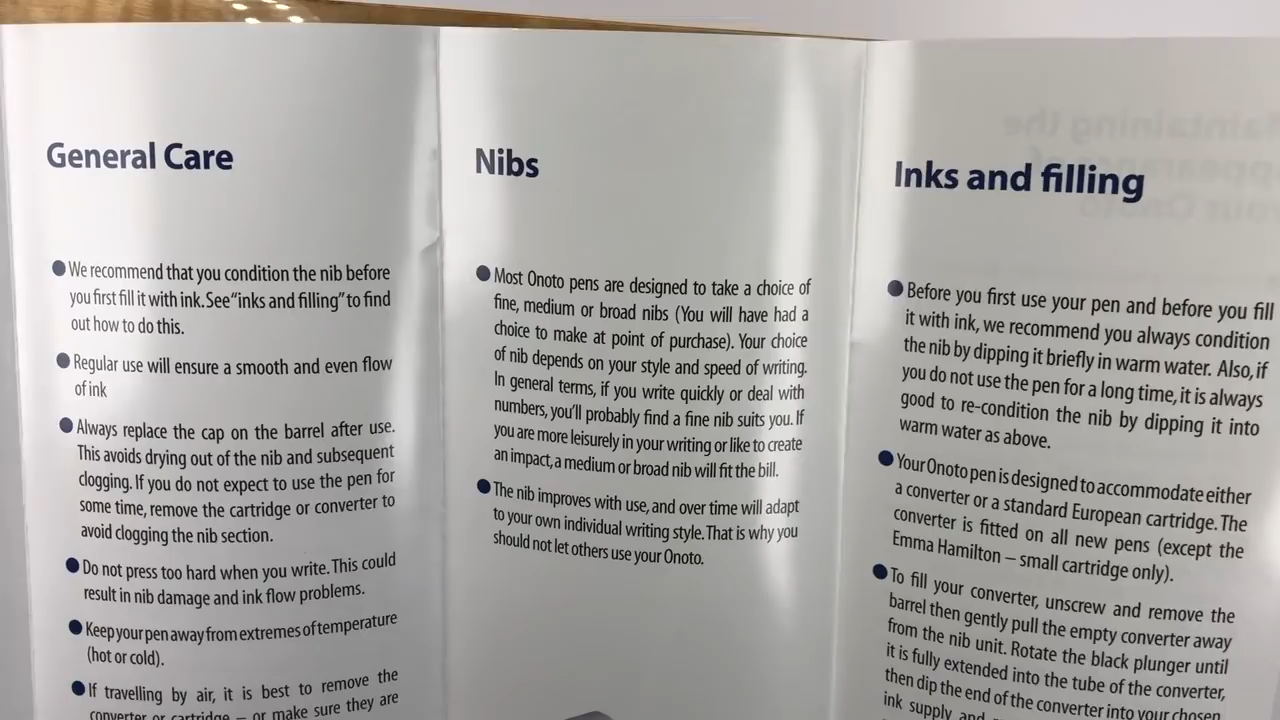 General Care
● We recommend that you condition the nib before
you first fill it with ink. See "inks and filling" to find
out how to do this.
● Regular use will ensure a smooth and even flow
of ink
● Always replace the cap on the barrel after use.
This avoids drying out of the nib and subsequent
clogging. If you do not expect to use the pen for
some time, remove the cartridge or converter to
avoid clogging the nib section.
● Do not press too hard when you write. This could
result in nib damage and ink flow problems.
● Keep your pen away from extremes of temperature
(hot or cold).
● If travelling by air, it is best to remove the
converter or cartridge – or make sure they are
Nibs
● Most Onoto pens are designed to take a choice of
fine, medium or broad nibs (You will have had a
choice to make at point of purchase). Your choice
of nib depends on your style and speed of writing.
In general terms, if you write quickly or deal with
numbers, you'll probably find a fine nib suits you. If
you are more leisurely in your writing or like to create
an impact, a medium or broad nib will fit the bill.
● The nib improves with use, and over time will adapt
to your own individual writing style. That is why you
should not let others use your Onoto.
Inks and filling
● Before you first use your pen and before you fill
it with ink, we recommend you always condition
the nib by dipping it briefly in warm water. Also, if
you do not use the pen for a long time, it is always
good to re-condition the nib by dipping it into
warm water as above.
● Your Onoto pen is designed to accommodate either
a converter or a standard European cartridge. The
converter is fitted on all new pens (except the
Emma Hamilton – small cartridge only).
● To fill your converter, unscrew and remove the
barrel then gently pull the empty converter away
from the nib unit. Rotate the black plunger until
it is fully extended into the tube of the converter,
then dip the end of the converter into your chosen
ink supply and